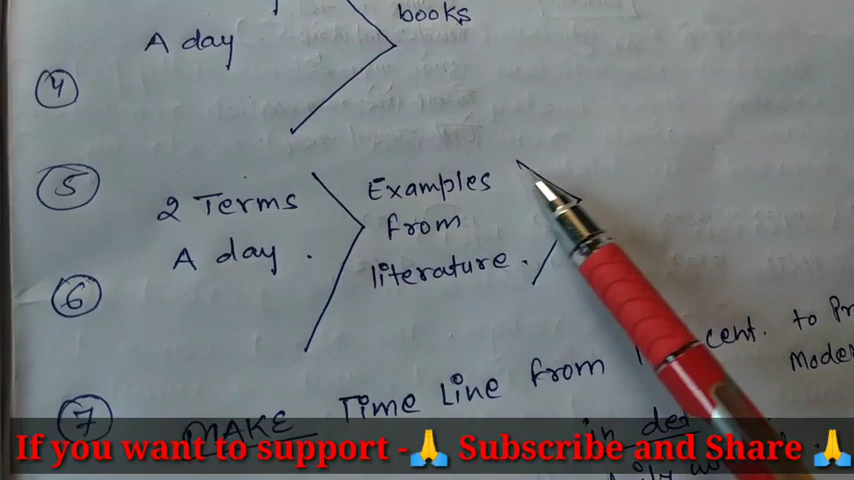 books
A day
4
5
2 Terms
Examples
from
A day .
literature .
6
7
MAKE Time Line from cent. to
in
If you want to support -🙏 Subscribe and Share 🙏